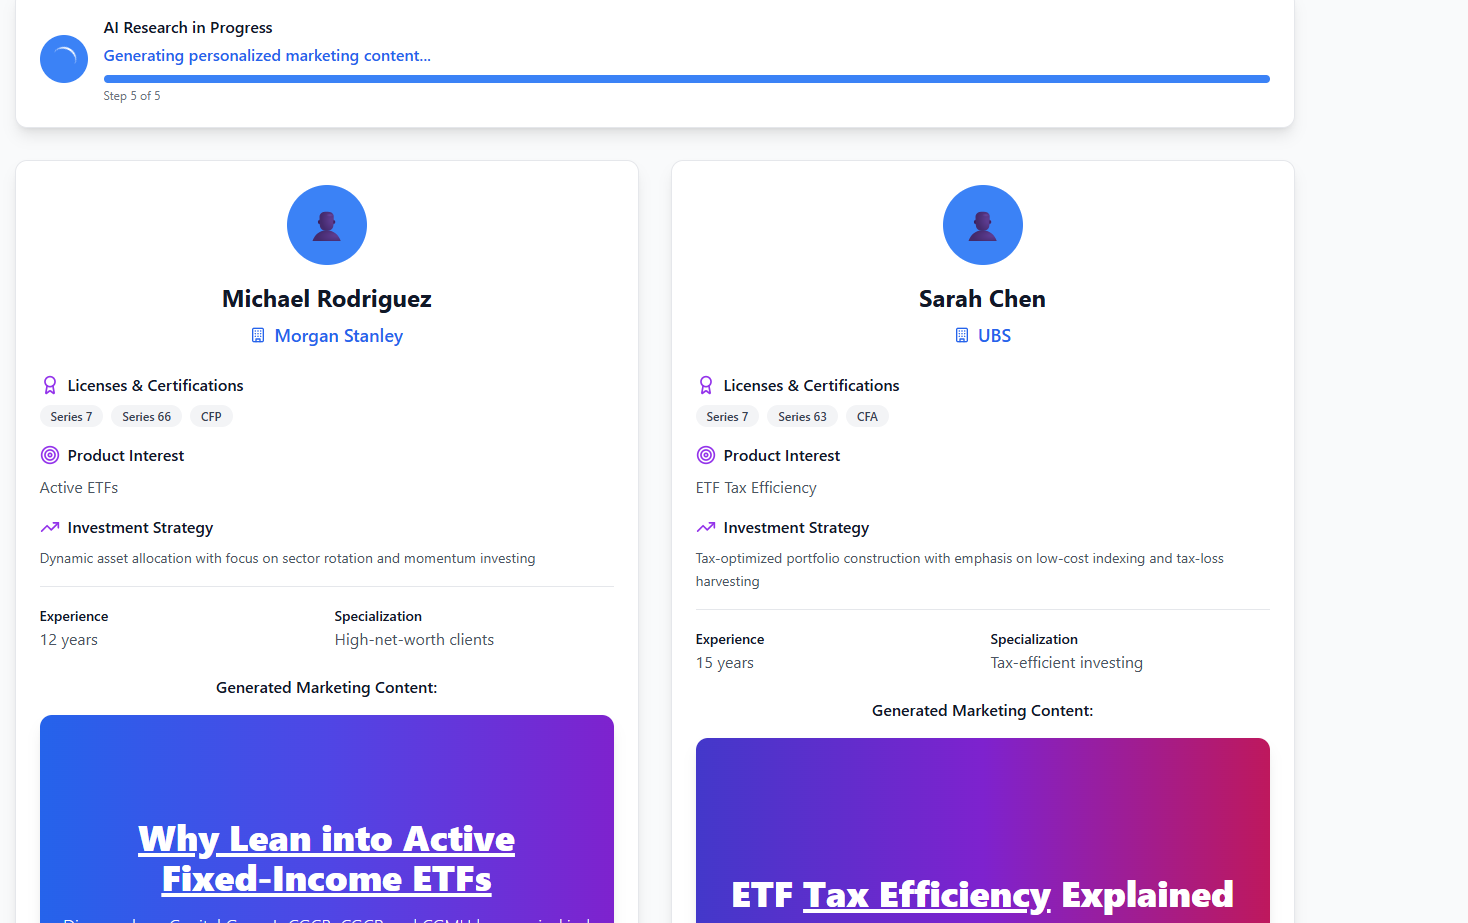 AI Research in Progress
Generating personalized marketing content...
Step 5 of 5
Michael Rodriguez
Morgan Stanley
Licenses & Certifications
Series 7
Series 66
CFP
Product Interest
Active ETFs
Investment Strategy
Dynamic asset allocation with focus on sector rotation and momentum investing
Experience
12 years
Specialization
High-net-worth clients
Generated Marketing Content:
Why Lean into Active
Fixed-Income ETFs
Sarah Chen
UBS
Licenses & Certifications
Series 7
Series 63
CFA
Product Interest
ETF Tax Efficiency
Investment Strategy
Tax-optimized portfolio construction with emphasis on low-cost indexing and tax-loss
harvesting
Experience
15 years
Specialization
Tax-efficient investing
Generated Marketing Content:
ETF Tax Efficiency Explained